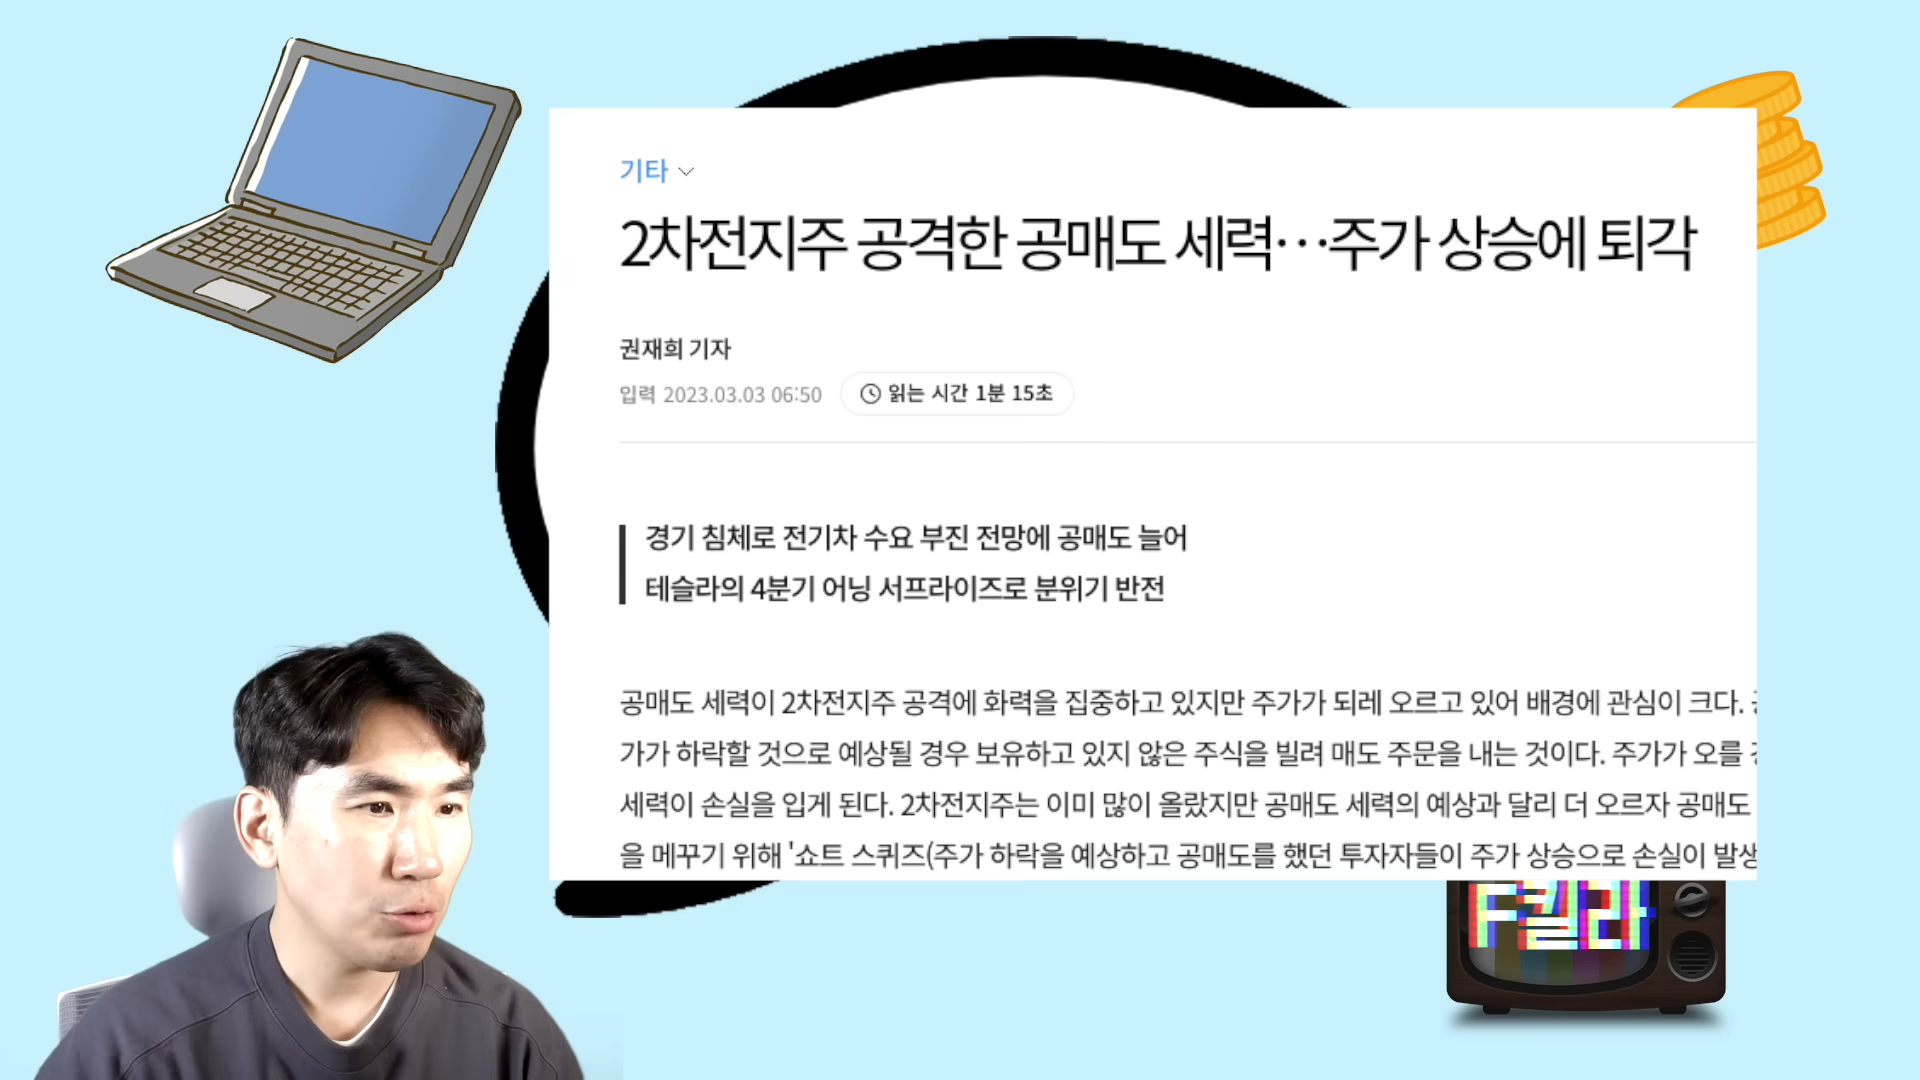 기타
2차전지주 공격한 공매도 세력…주가 상승에 퇴각
권재희 기자
입력 2023.03.03 06:50
읽는 시간 1분 15초
경기 침체로 전기차 수요 부진 전망에 공매도 늘어
테슬라의 4분기 어닝 서프라이즈로 분위기 반전
공매도 세력이 2차전지주 공격에 화력을 집중하고 있지만 주가가 되레 오르고 있어 배경에 관심이 크다.
가가 하락할 것으로 예상될 경우 보유하고 있지 않은 주식을 빌려 매도 주문을 내는 것이다. 주가가 오를
세력이 손실을 입게 된다. 2차전지주는 이미 많이 올랐지만 공매도 세력의 예상과 달리 더 오르자 공매도
을 메꾸기 위해 '쇼트 스퀴즈(주가 하락을 예상하고 공매도를 했던 투자자들이 주가 상승으로 손실이 발생
F킬라